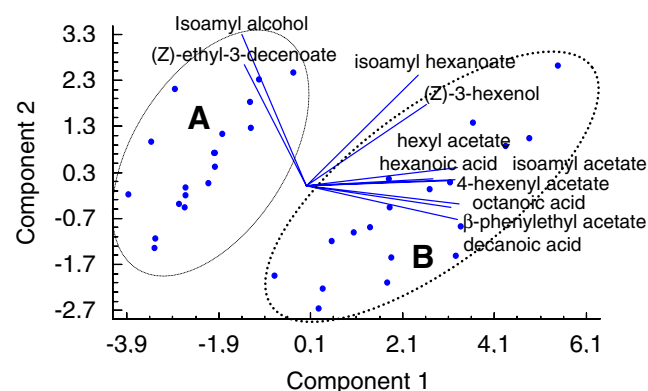 Isoamyl alcohol
(Z)-ethyl-3-decenoate
isoamyl hexanoate
(Z)-3-hexenol
A
hexyl acetate
hexanoic acid
isoamyl acetate
4-hexenyl acetate
octanoic acid
β-phenylethyl acetate
decanoic acid
B
Component 2
3.3
2.3
1.3
0.3
-0.7
-1.7
-2.7
-3.9 -1.9 0.1 2.1 4.1 6.1
Component 1